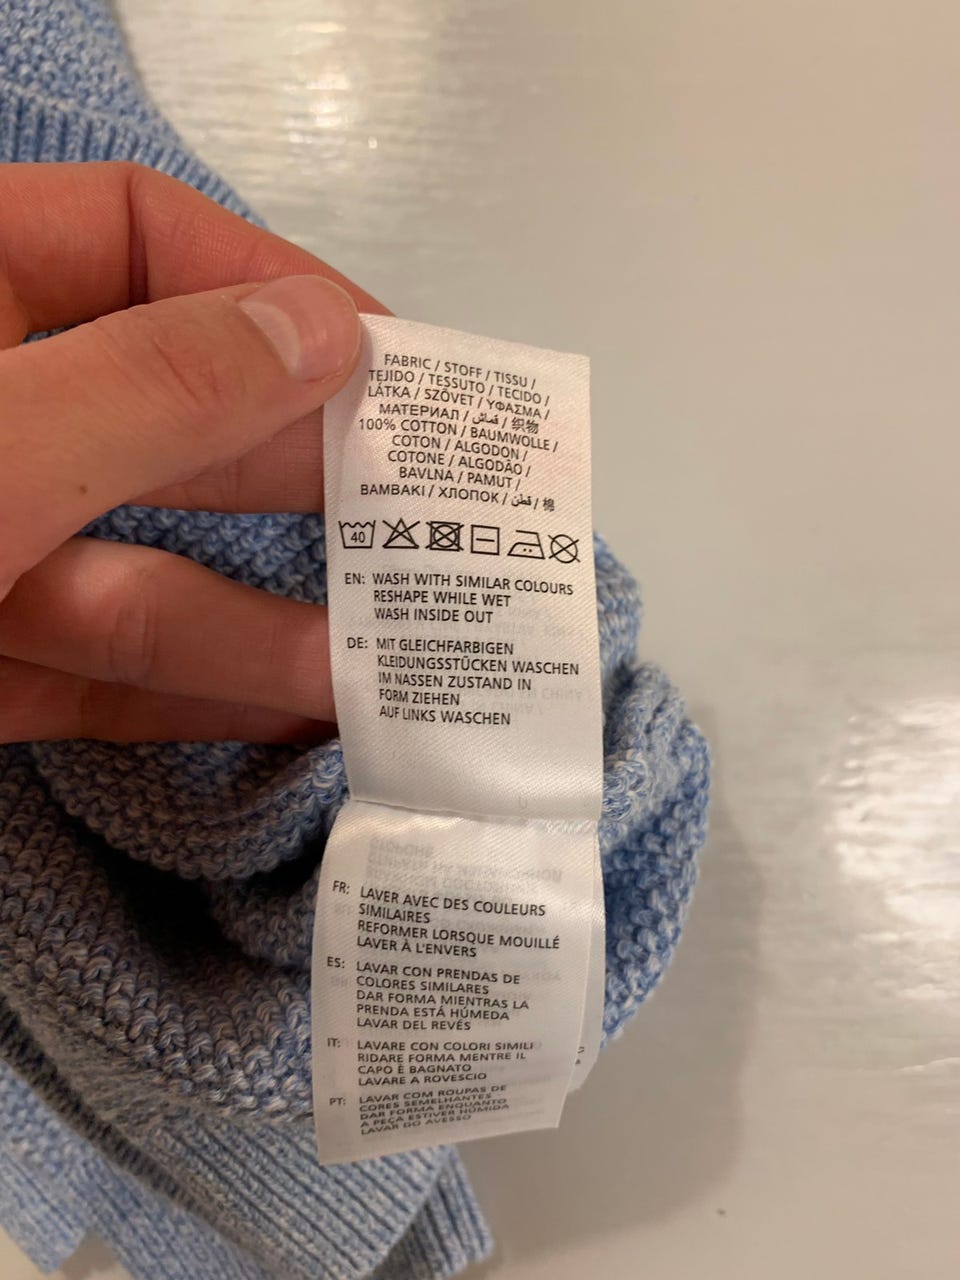 FABRIC / STOFF / TISSU /
TEJIDO / TESSUTO / TECIDO /
LÁTKA / SZÖVET / ΥΦΑΣΜΑ /
МАТЕРИАЛ / قماش / 织物
100% COTTON / BAUMWOLLE /
COTON / ALGODON /
COTONE / ALGODÃO /
BAVLNA / PAMUT /
ΒΑΜΒΑΚΙ / ХЛОПОК / قطن / 棉
40
EN: WASH WITH SIMILAR COLOURS
RESHAPE WHILE WET
WASH INSIDE OUT
DE: MIT GLEICHFARBIGEN
KLEIDUNGSSTÜCKEN WASCHEN
IM NASSEN ZUSTAND IN
FORM ZIEHEN
AUF LINKS WASCHEN
FR: LAVER AVEC DES COULEURS
SIMILAIRES
REFORMER LORSQUE MOUILLÉ
LAVER À L'ENVERS
ES: LAVAR CON PRENDAS DE
COLORES SIMILARES
DAR FORMA MIENTRAS LA
PRENDA ESTÁ HÚMEDA
LAVAR DEL REVÉS
IT: LAVARE CON COLORI SIMILI
RIDARE FORMA MENTRE IL
CAPO È BAGNATO
LAVARE A ROVESCIO
PT: LAVAR COM ROUPAS DE
CORES SEMELHANTES
DAR FORMA ENQUANTO
A PEÇA ESTIVER HÚMIDA
LAVAR DO AVESSO